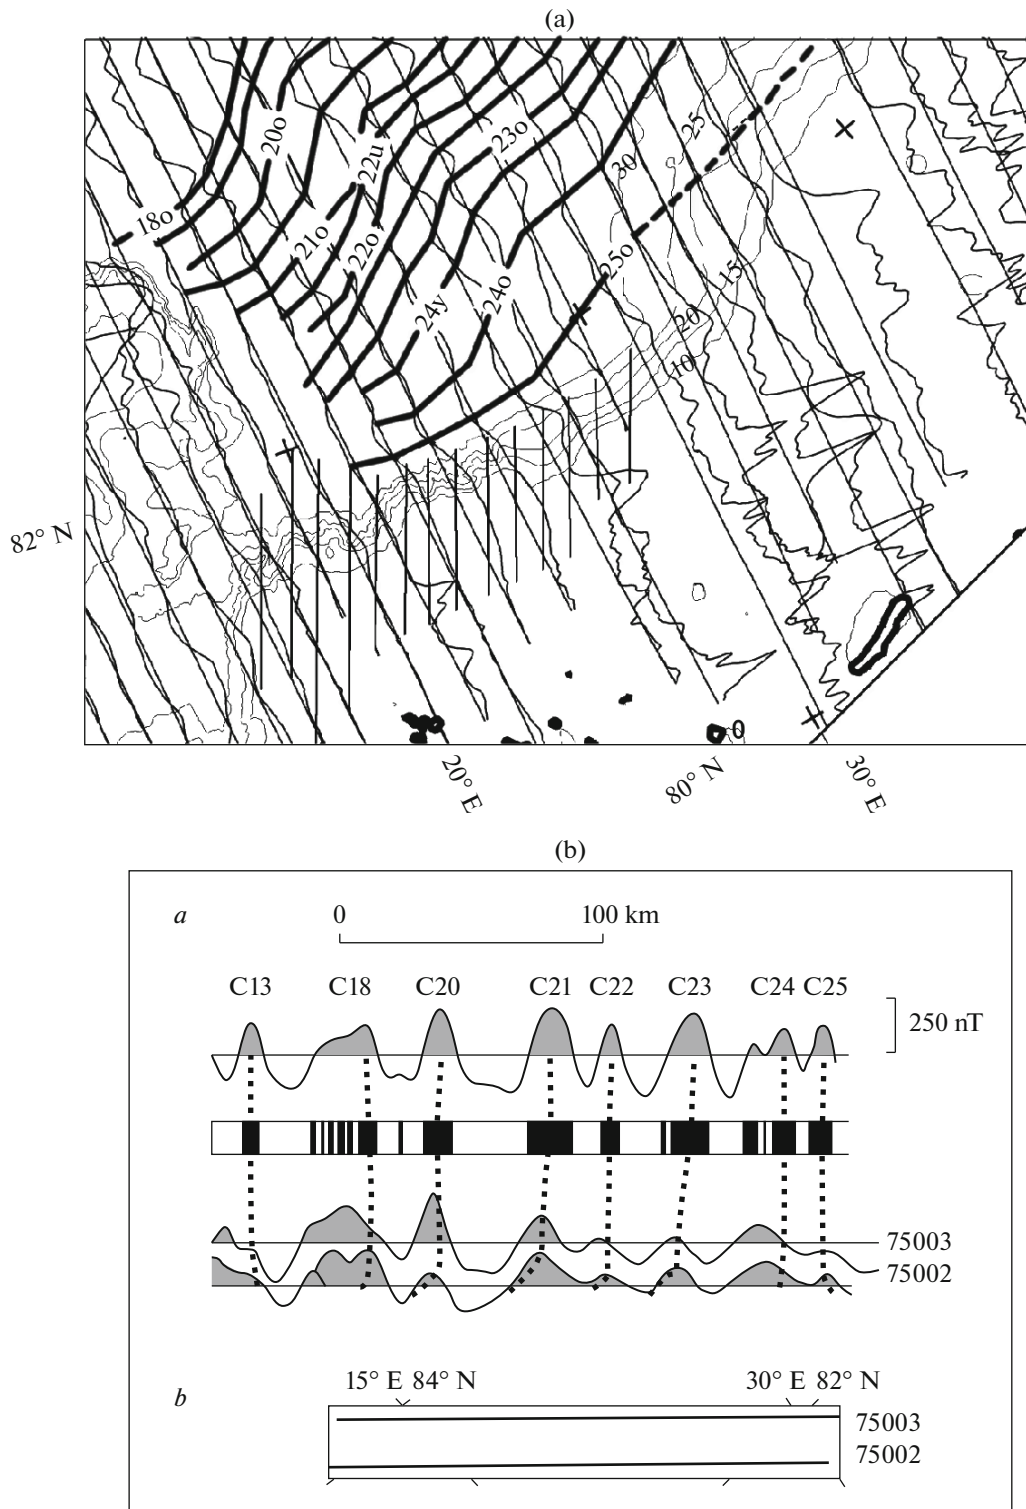 (a)
18o
20o
21o
22u
22o
23o
24y
24o
25o
30
25
15
20
10
0
82° N
20° E
80° N
30° E
(b)
a
0 100 km
C13 C18 C20 C21 C22 C23 C24 C25
250 nT
75003
75002
b
15° E 84° N 30° E 82° N
75003
75002